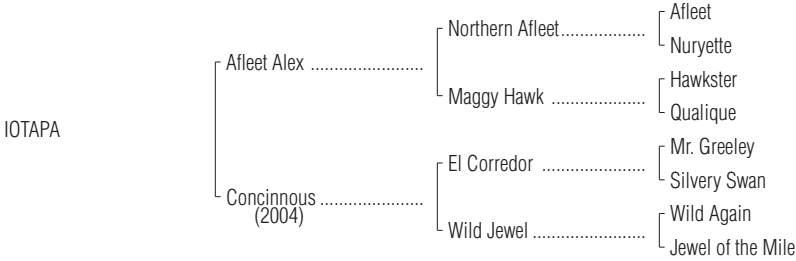 Afleet
Northern Afleet....................
Nuryette
Afleet Alex ..........................
Hawkster
Maggy Hawk ......................
Qualique
IOTAPA
Mr. Greeley
El Corredor ........................
Silvery Swan
Concinnous ........................
(2004)
Wild Again
Wild Jewel ..........................
Jewel of the Mile